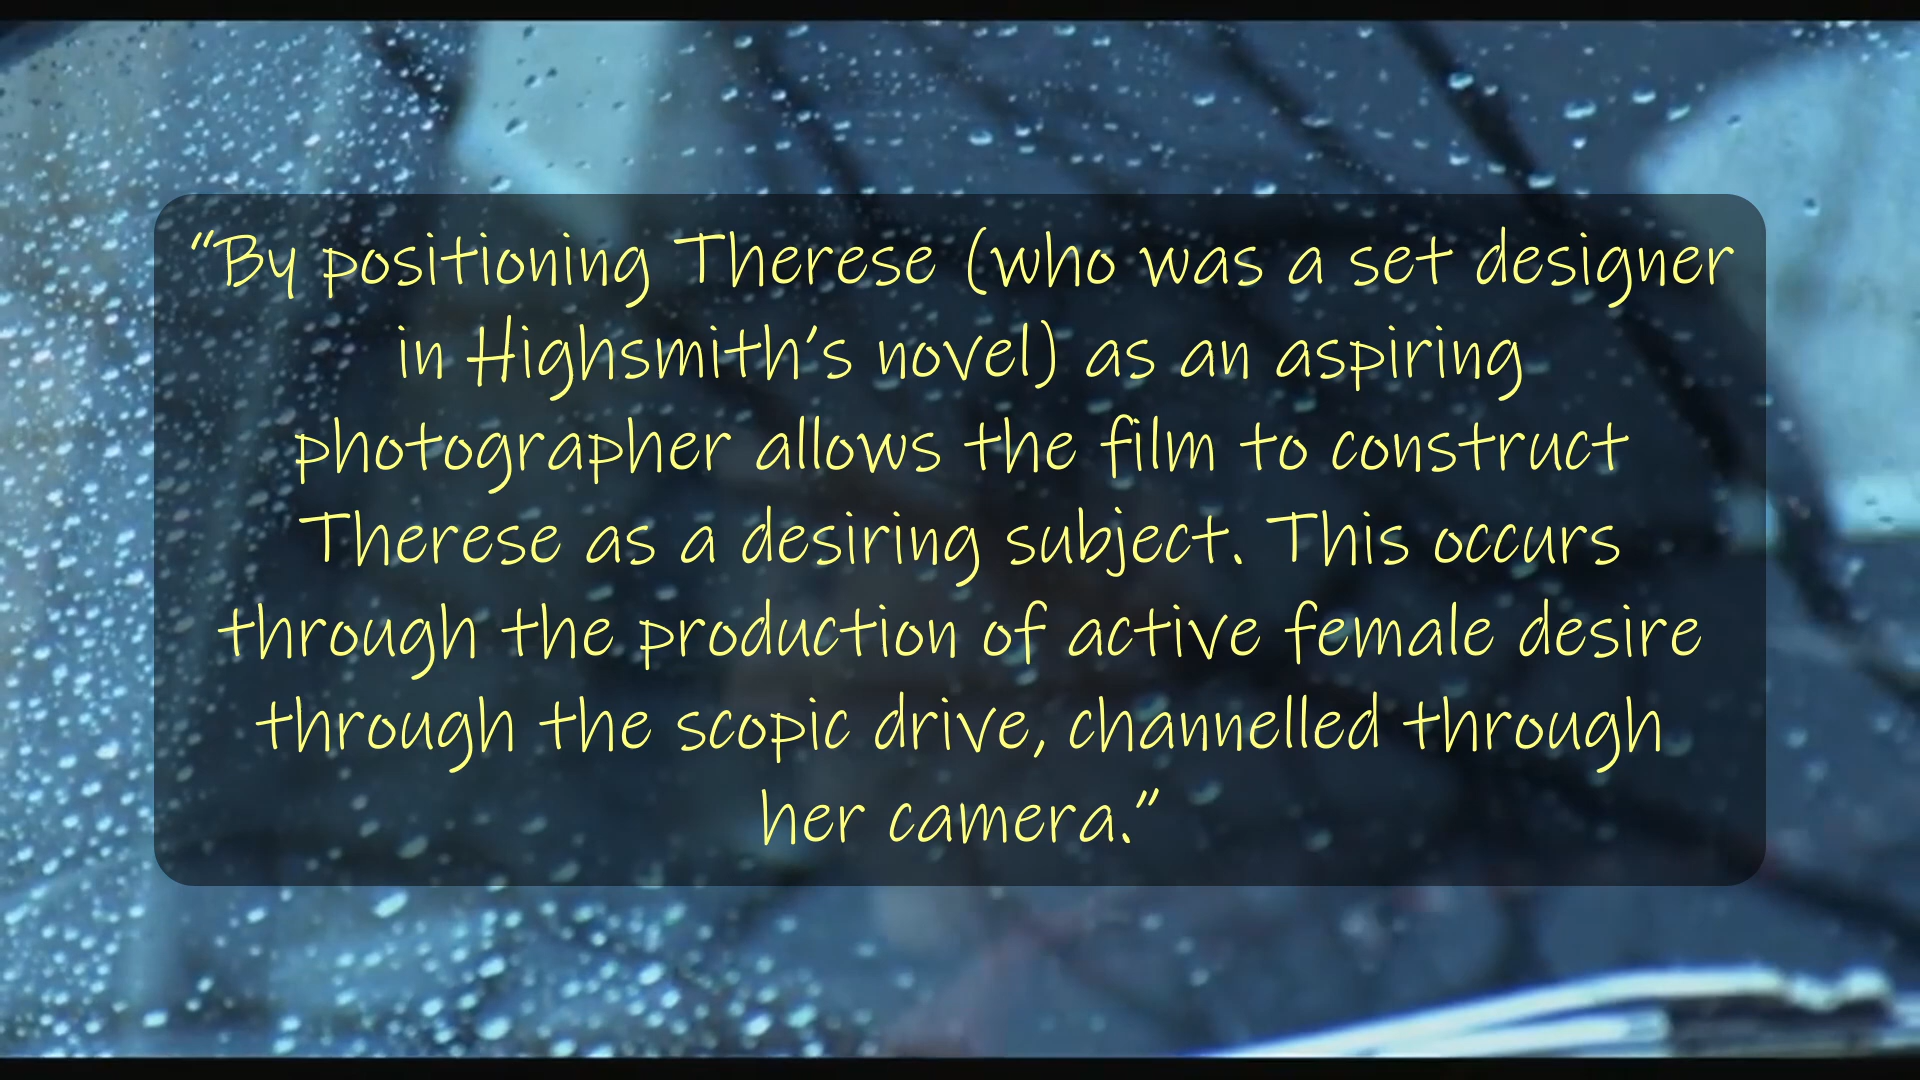 “By positioning Therese (who was a set designer
in Highsmith’s novel) as an aspiring
photographer allows the film to construct
Therese as a desiring subject. This occurs
through the production of active female desire
through the scopic drive, channelled through
her camera.”